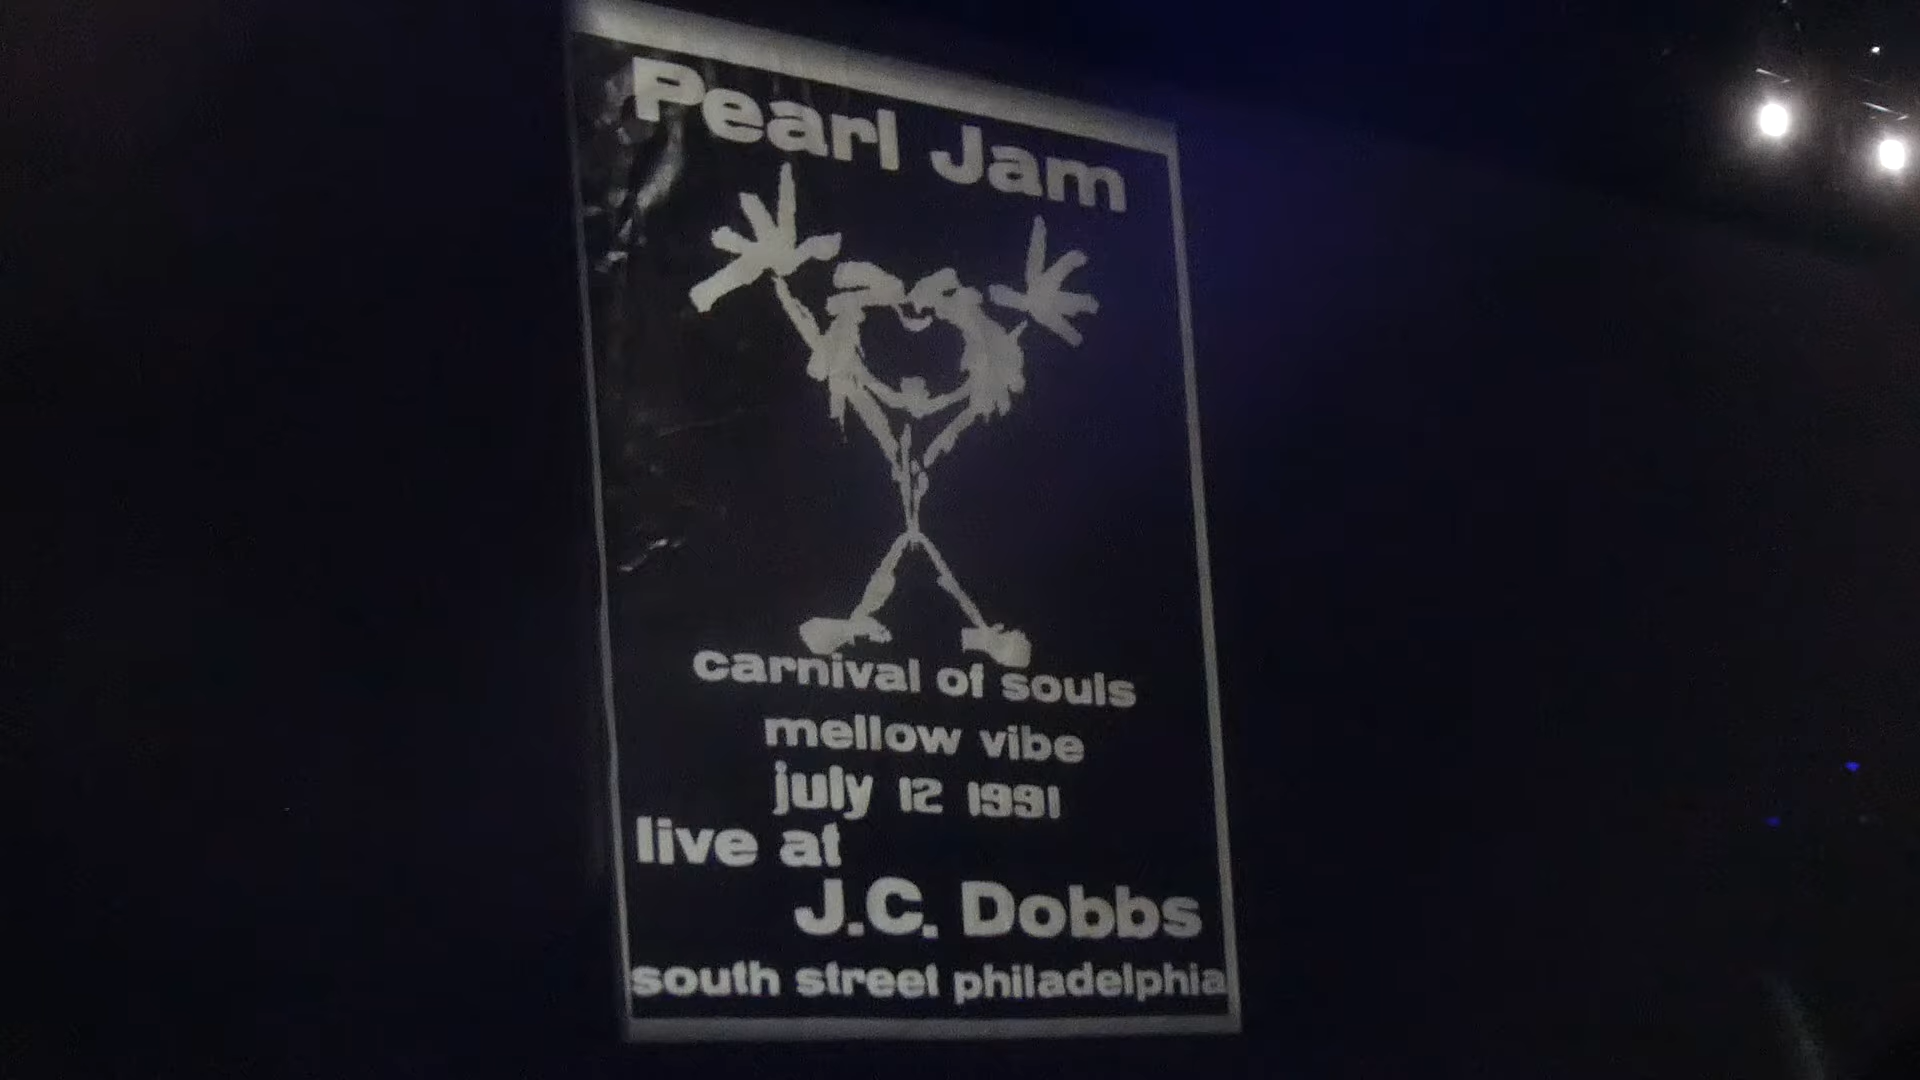 Pearl Jam
carnival of souls
mellow vibe
july 12 1991
live at
J.C. Dobbs
south street philadelphia